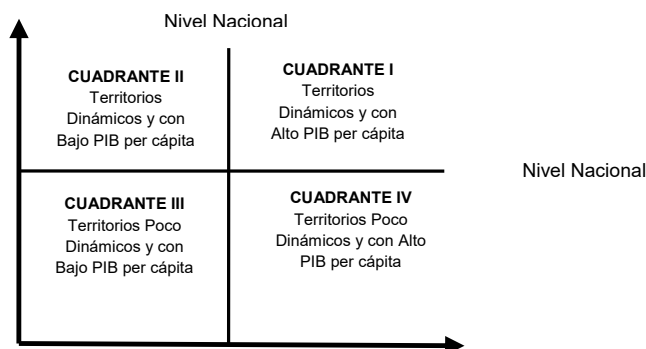 Nivel Nacional
CUADRANTE II
Territorios
Dinámicos y con
Bajo PIB per cápita
CUADRANTE I
Territorios
Dinámicos y con
Alto PIB per cápita
Nivel Nacional
CUADRANTE III
Territorios Poco
Dinámicos y con
Bajo PIB per cápita
CUADRANTE IV
Territorios Poco
Dinámicos y con Alto
PIB per cápita